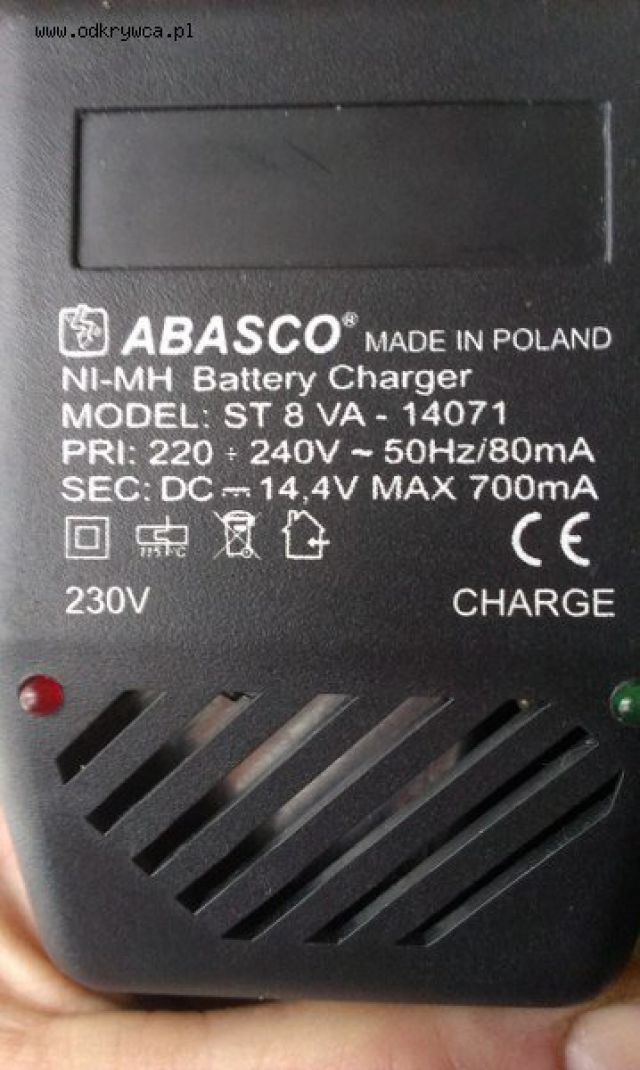 www.odkrywca.pl
ABASCO® MADE IN POLAND
NI-MH Battery Charger
MODEL: ST 8 VA - 14071
PRI: 220 ÷ 240V ~ 50Hz/80mA
SEC: DC ⎓ 14,4V MAX 700mA
CE
230V CHARGE